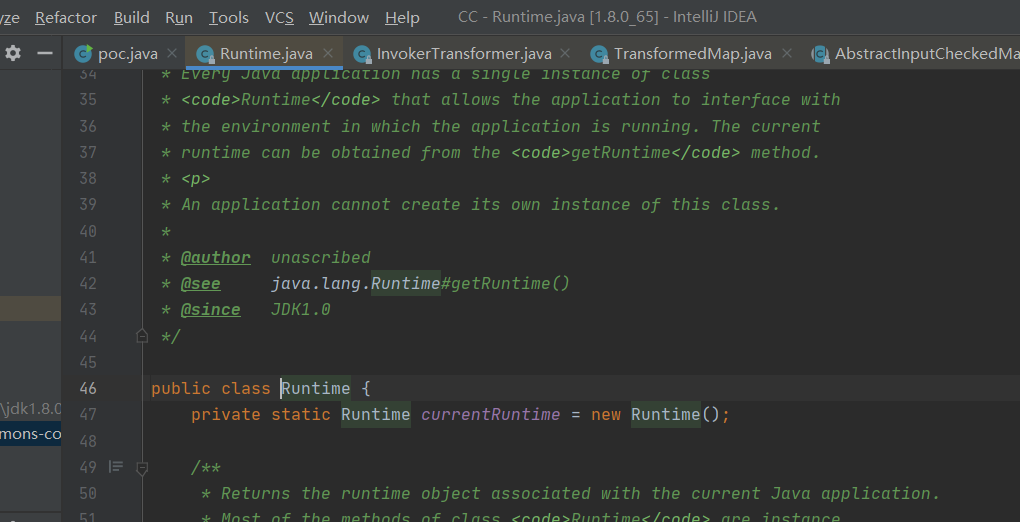 yze Refactor Build Run Tools VCS Window Help CC - Runtime.java [1.8.0_65] - IntelliJ IDEA
poc.java Runtime.java InvokerTransformer.java TransformedMap.java AbstractInputCheckedMa
34 * Every Java application has a single instance of class
35 * <code>Runtime</code> that allows the application to interface with
36 * the environment in which the application is running. The current
37 * runtime can be obtained from the <code>getRuntime</code> method.
38 * <p>
39 * An application cannot create its own instance of this class.
40 *
41 * @author unascribed
42 * @see java.lang.Runtime#getRuntime()
43 * @since JDK1.0
44 */
45
46 public class Runtime {
\jdk1.8.0
47 private static Runtime currentRuntime = new Runtime();
mons-co
48
49 /**
50 * Returns the runtime object associated with the current Java application.
51 * Most of the methods of class <code>Runtime</code> are instance